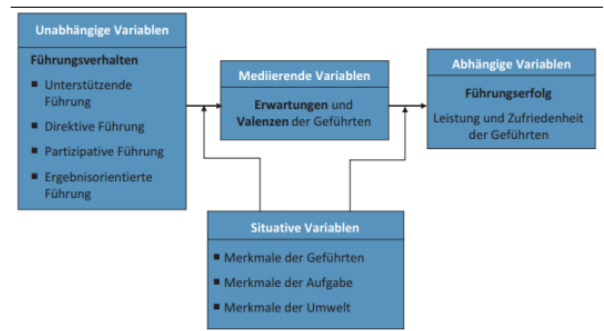 Unabhängige Variablen
Führungsverhalten
▪ Unterstützende
Führung
▪ Direktive Führung
▪ Partizipative Führung
▪ Ergebnisorientierte
Führung
Mediierende Variablen
Erwartungen und
Valenzen der Geführten
Abhängige Variablen
Führungserfolg
Leistung und Zufriedenheit
der Geführten
Situative Variablen
▪ Merkmale der Geführten
▪ Merkmale der Aufgabe
▪ Merkmale der Umwelt